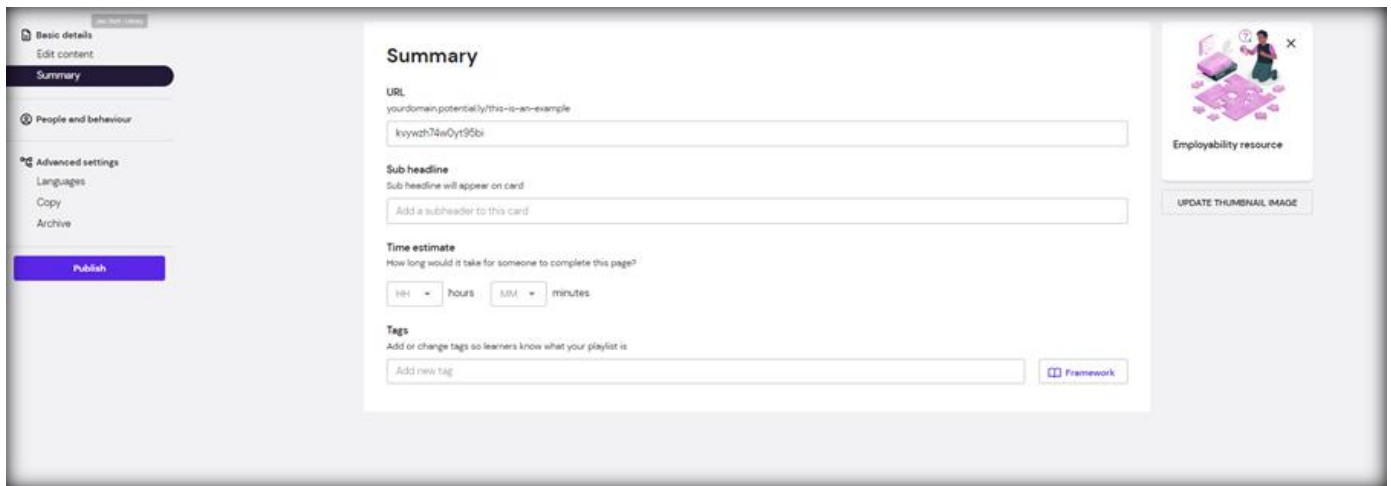 Basic details
Edit content
Summary
People and behaviour
Advanced settings
Languages
Copy
Archive
Publish
Summary
URL
yourdomain.potential.ly/this-is-an-example
kvywzh74w0yt95bi
Sub headline
Sub headline will appear on card
Add a subheader to this card
Time estimate
How long would it take for someone to complete this page?
HH hours MM minutes
Tags
Add or change tags so learners know what your playlist is
Add new tag
Framework
Employability resource
UPDATE THUMBNAIL IMAGE